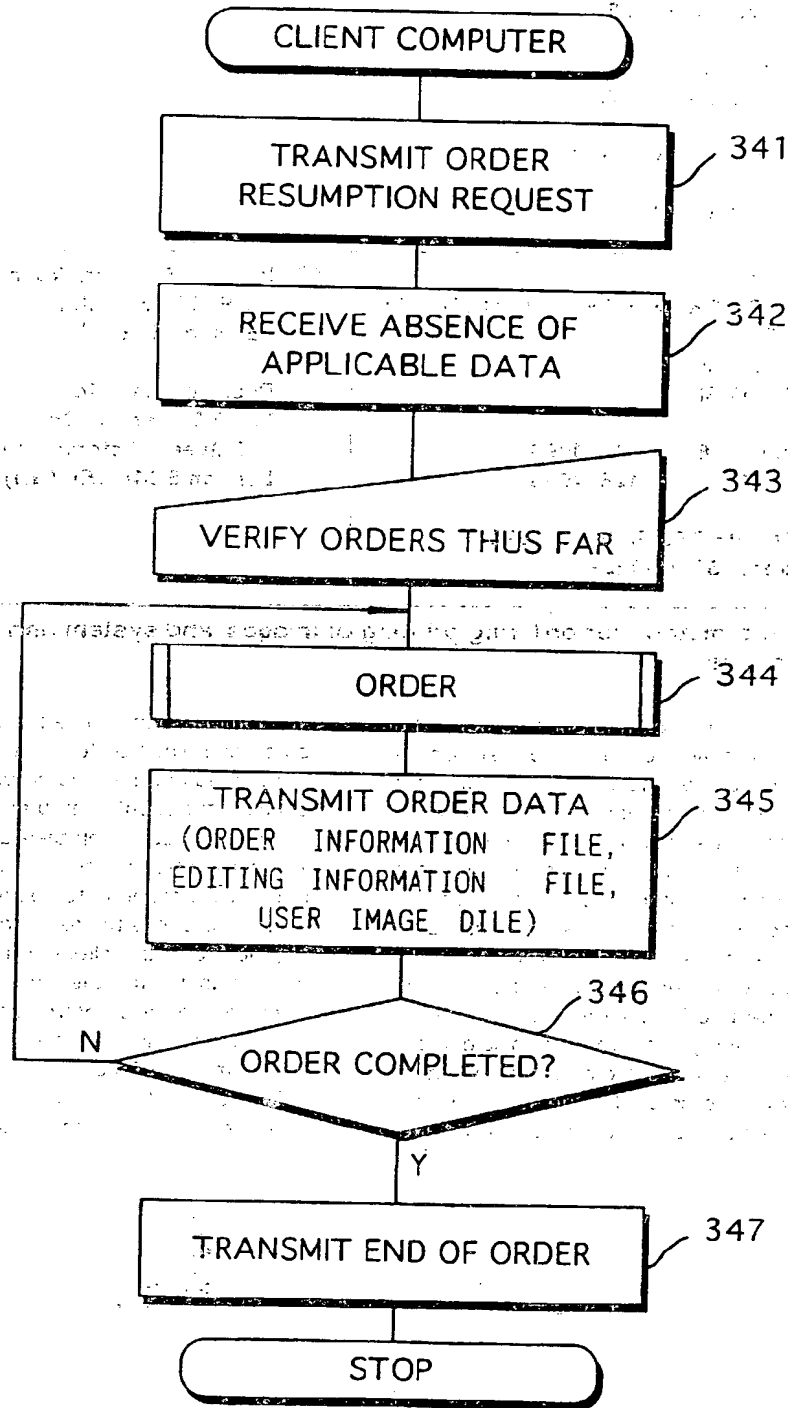 CLIENT COMPUTER
TRANSMIT ORDER
RESUMPTION REQUEST
341
RECEIVE ABSENCE OF
APPLICABLE DATA
342
VERIFY ORDERS THUS FAR
343
ORDER
344
TRANSMIT ORDER DATA
(ORDER INFORMATION FILE,
EDITING INFORMATION FILE,
USER IMAGE DILE)
345
346
N
ORDER COMPLETED?
Y
TRANSMIT END OF ORDER
347
STOP